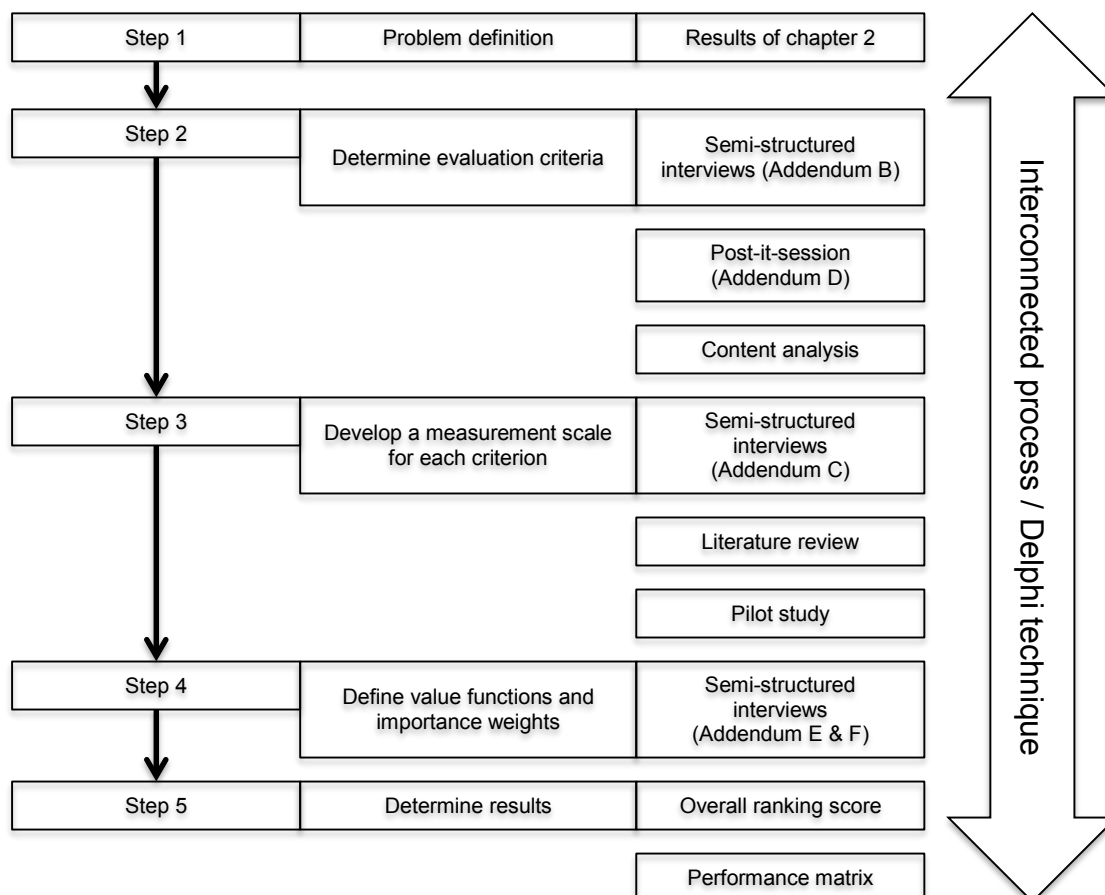 Step 1
Problem definition
Results of chapter 2
Step 2
Determine evaluation criteria
Semi-structured
interviews (Addendum B)
Post-it-session
(Addendum D)
Content analysis
Step 3
Develop a measurement scale
for each criterion
Semi-structured
interviews
(Addendum C)
Literature review
Pilot study
Step 4
Define value functions and
importance weights
Semi-structured
interviews
(Addendum E & F)
Step 5
Determine results
Overall ranking score
Performance matrix
Interconnected process / Delphi technique